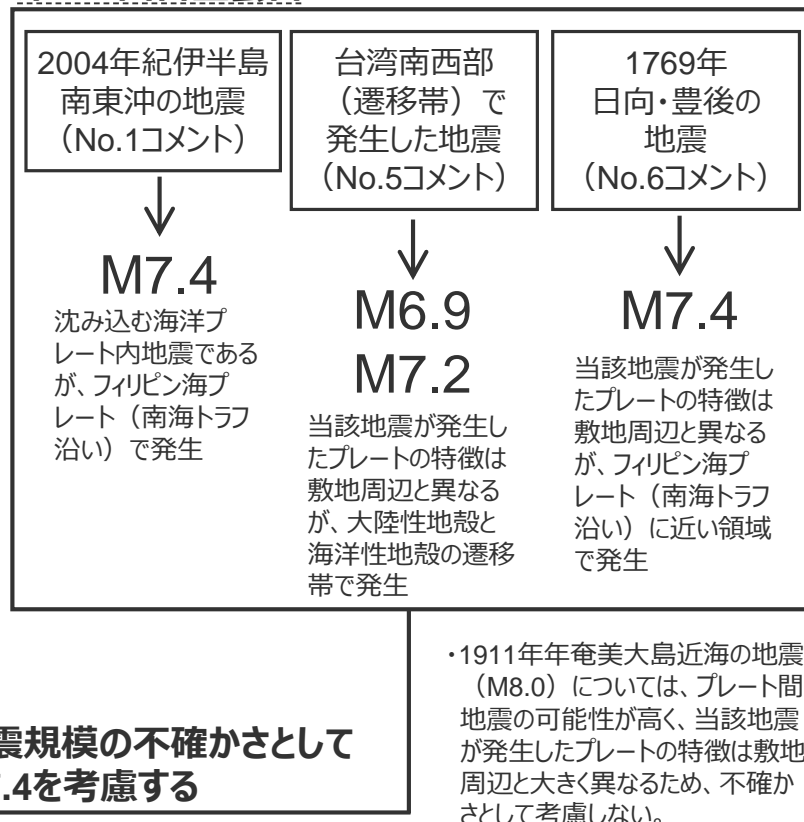 2004年紀伊半島
南東沖の地震
（No.1コメント）
M7.4
沈み込む海洋プ
レート内地震である
が、フィリピン海プ
レート（南海トラフ
沿い）で発生
台湾南西部
（遷移帯）で
発生した地震
（No.5コメント）
M6.9
M7.2
当該地震が発生し
たプレートの特徴は
敷地周辺と異なる
が、大陸性地殻と
海洋性地殻の遷移
帯で発生
1769年
日向・豊後の
地震
（No.6コメント）
M7.4
当該地震が発生し
たプレートの特徴は
敷地周辺と異なる
が、フィリピン海プ
レート（南海トラフ
沿い）に近い領域
で発生
震規模の不確かさとして
.4を考慮する
・1911年年奄美大島近海の地震
（M8.0）については、プレート間
地震の可能性が高く、当該地震
が発生したプレートの特徴は敷地
周辺と大きく異なるため、不確か
さとして考慮しない。